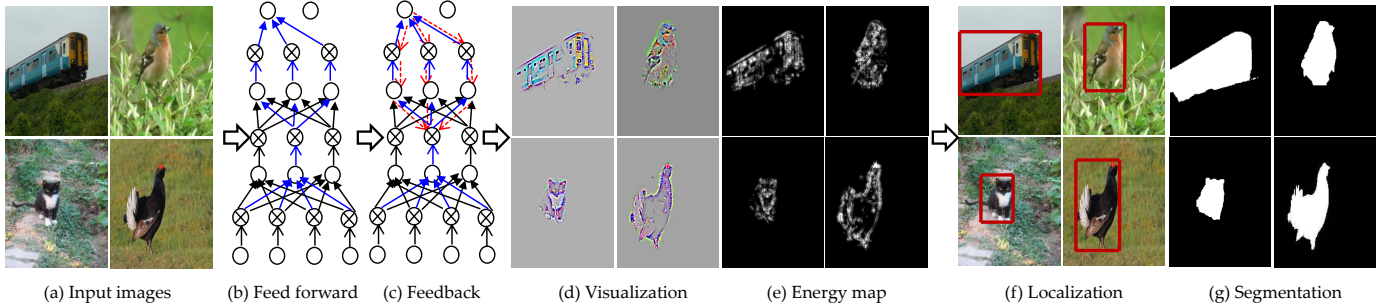 (a) Input images
(b) Feed forward
(c) Feedback
(d) Visualization
(e) Energy map
(f) Localization
(g) Segmentation